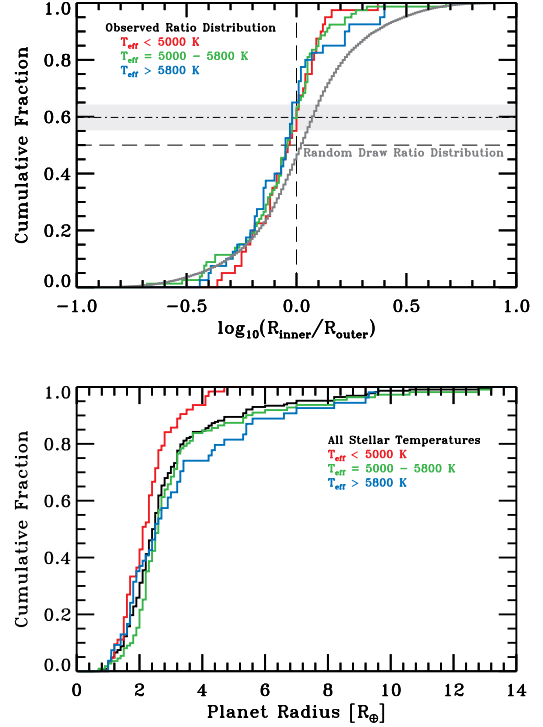 1.0
0.8
0.6
0.4
0.2
0.0
Cumulative Fraction
Observed Ratio Distribution
Teff < 5000 K
Teff = 5000 − 5800 K
Teff > 5800 K
Random Draw Ratio Distribution
−1.0 −0.5 0.0 0.5 1.0
log10(Rinner/Router)
1.0
0.8
0.6
0.4
0.2
0.0
Cumulative Fraction
All Stellar Temperatures
Teff < 5000 K
Teff = 5000 − 5800 K
Teff > 5800 K
0 2 4 6 8 10 12 14
Planet Radius [R⊕]